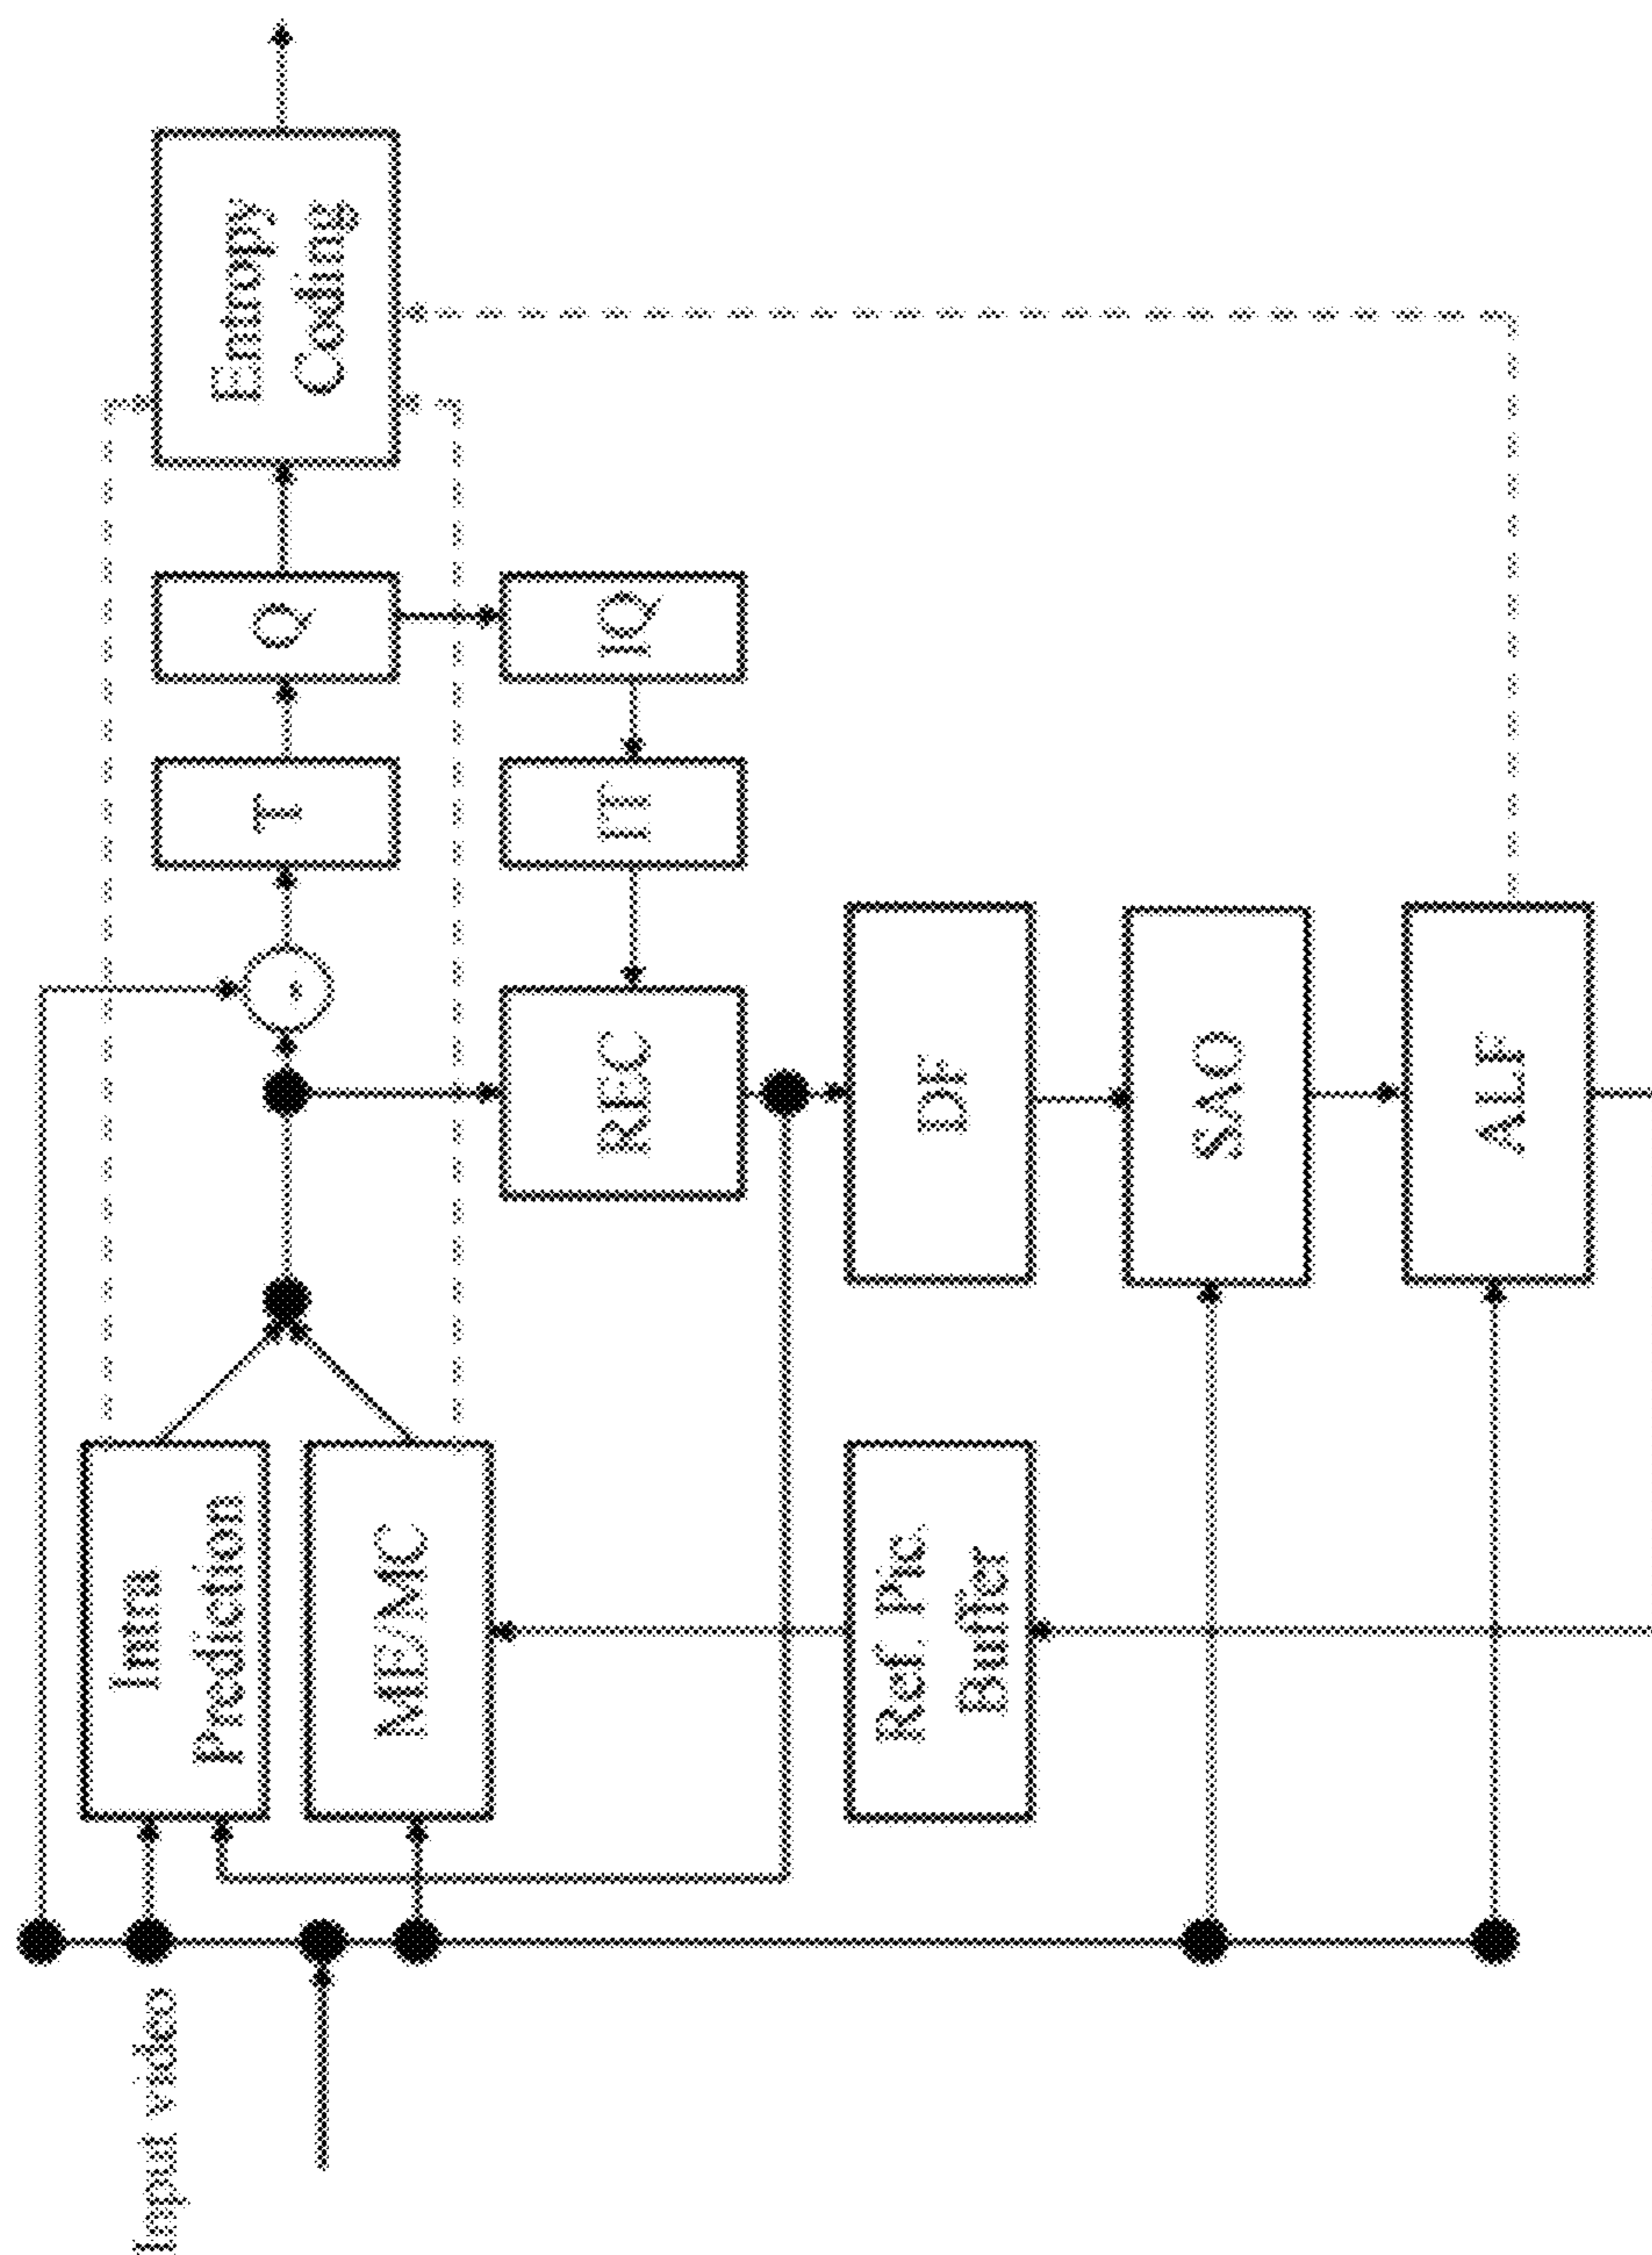 Input video
Intra
Prediction
ME/MC
-
T
Q
Entropy
Coding
REC
IT
IQ
Ref. Pic.
Buffer
DF
SAO
ALF